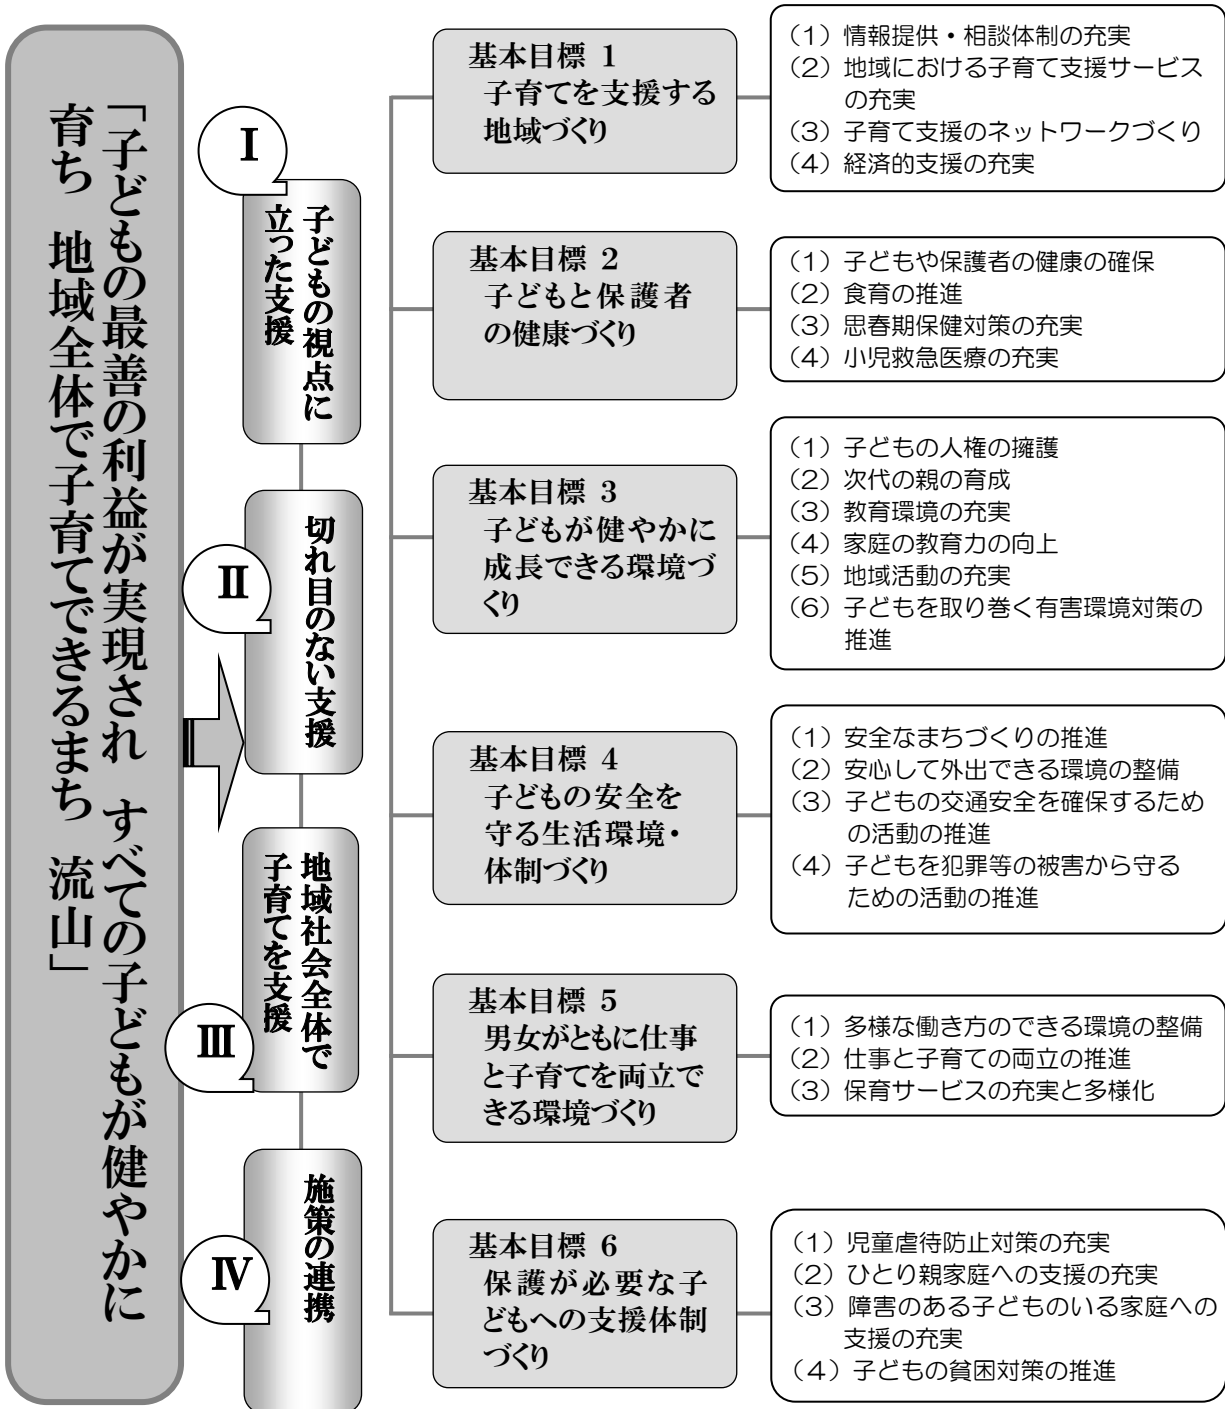 「子どもの最善の利益が実現され　すべての子どもが健やかに
育ち　地域全体で子育てできるまち　流山」
Ⅰ
子どもの視点に
立った支援
Ⅱ
切れ目のない支援
地域社会全体で
子育てを支援
Ⅲ
施策の連携
Ⅳ
基本目標 1
子育てを支援する
地域づくり
（1）情報提供・相談体制の充実
（2）地域における子育て支援サービス
の充実
（3）子育て支援のネットワークづくり
（4）経済的支援の充実
基本目標 2
子どもと保護者
の健康づくり
（1）子どもや保護者の健康の確保
（2）食育の推進
（3）思春期保健対策の充実
（4）小児救急医療の充実
基本目標 3
子どもが健やかに
成長できる環境づ
くり
（1）子どもの人権の擁護
（2）次代の親の育成
（3）教育環境の充実
（4）家庭の教育力の向上
（5）地域活動の充実
（6）子どもを取り巻く有害環境対策の
推進
基本目標 4
子どもの安全を
守る生活環境・
体制づくり
（1）安全なまちづくりの推進
（2）安心して外出できる環境の整備
（3）子どもの交通安全を確保するため
の活動の推進
（4）子どもを犯罪等の被害から守る
ための活動の推進
基本目標 5
男女がともに仕事
と子育てを両立で
きる環境づくり
（1）多様な働き方のできる環境の整備
（2）仕事と子育ての両立の推進
（3）保育サービスの充実と多様化
基本目標 6
保護が必要な子
どもへの支援体制
づくり
（1）児童虐待防止対策の充実
（2）ひとり親家庭への支援の充実
（3）障害のある子どものいる家庭への
支援の充実
（4）子どもの貧困対策の推進